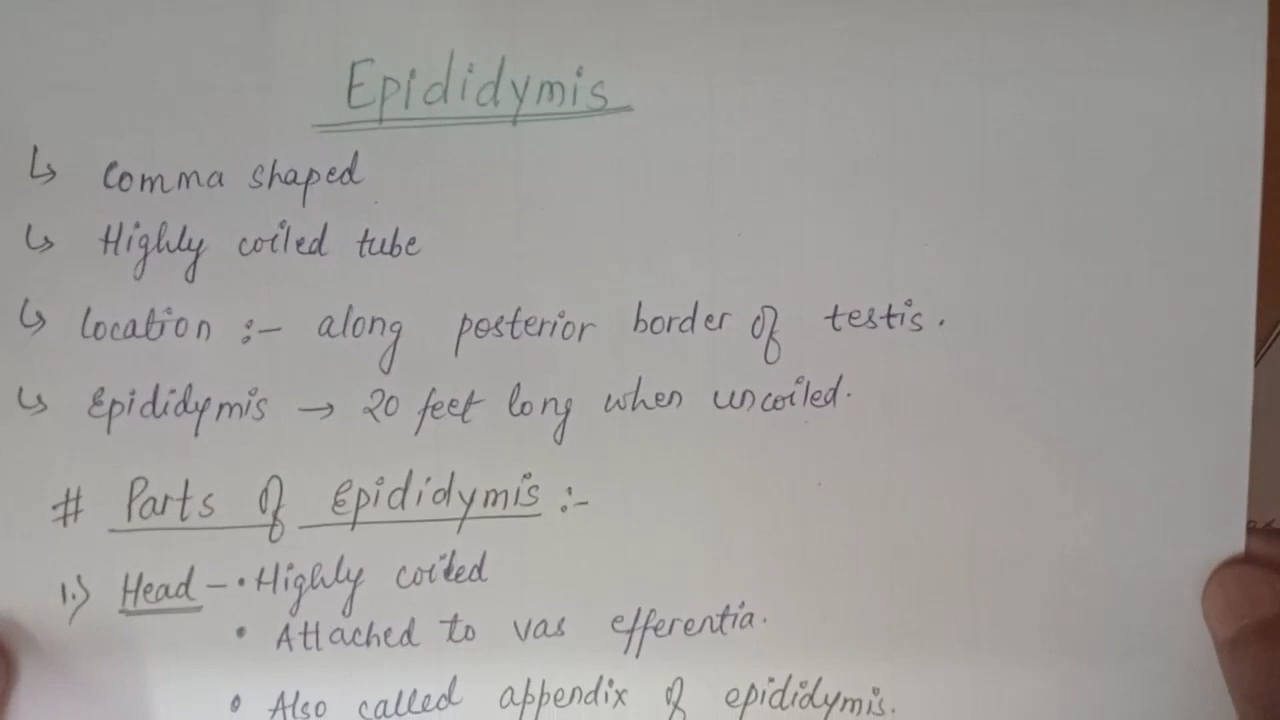 Epididymis
↳ Comma shaped
↳ Highly coiled tube
↳ Location :- along posterior border of testis.
↳ Epididymis → 20 feet long when uncoiled.
# Parts of Epididymis :-
1.) Head - • Highly coiled
• Attached to vas efferentia.
• Also called appendix of epididymis.